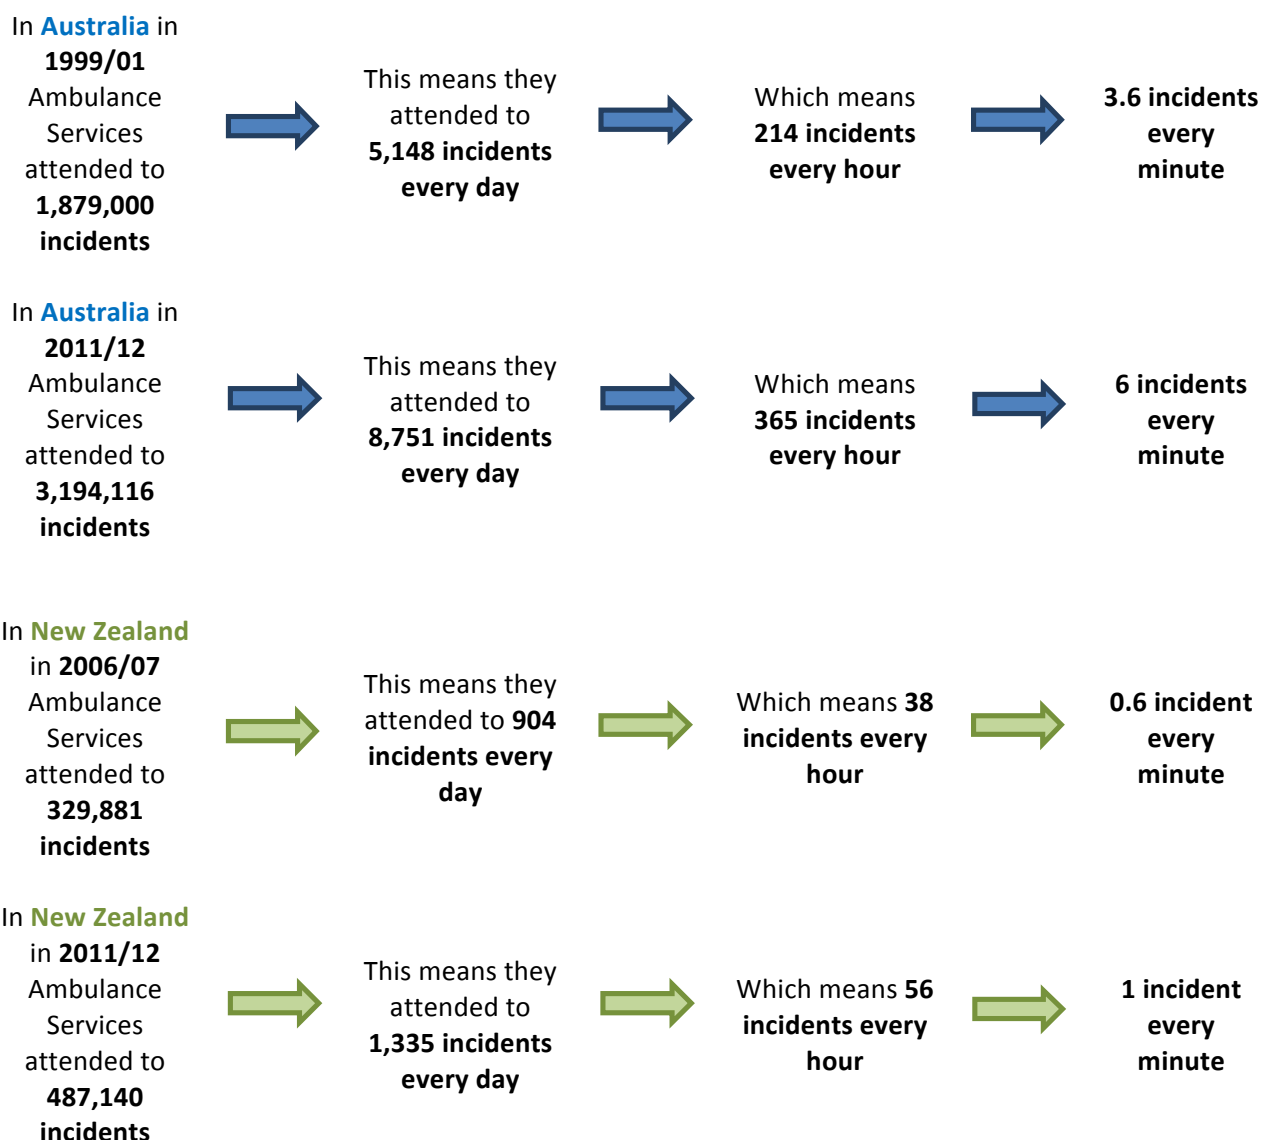 In Australia in
1999/01
Ambulance
Services
attended to
1,879,000
incidents
This means they
attended to
5,148 incidents
every day
Which means
214 incidents
every hour
3.6 incidents
every
minute
In Australia in
2011/12
Ambulance
Services
attended to
3,194,116
incidents
This means they
attended to
8,751 incidents
every day
Which means
365 incidents
every hour
6 incidents
every
minute
In New Zealand
in 2006/07
Ambulance
Services
attended to
329,881
incidents
This means they
attended to 904
incidents every
day
Which means 38
incidents every
hour
0.6 incident
every
minute
In New Zealand
in 2011/12
Ambulance
Services
attended to
487,140
incidents
This means they
attended to
1,335 incidents
every day
Which means 56
incidents every
hour
1 incident
every
minute